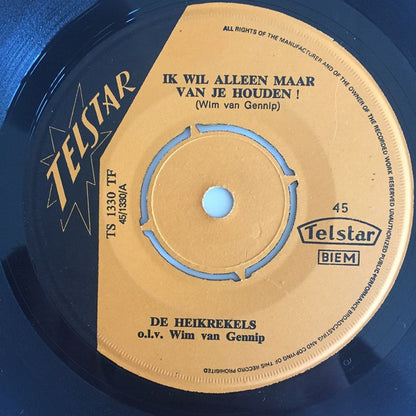 ALL RIGHTS OF THE MANUFACTURER AND OF THE OWNER OF THE RECORDED WORK RESERVED UNAUTHORIZED PUBLIC PERFORMANCE BROADCASTING AND COPYING OF THIS RECORD PROHIBITED
TELSTAR
IK WIL ALLEEN MAAR
VAN JE HOUDEN !
(Wim van Gennip)
TS 1330 TF
45/1330/A
45
Telstar
BIEM
DE HEIKREKELS
o.l.v. Wim van Gennip